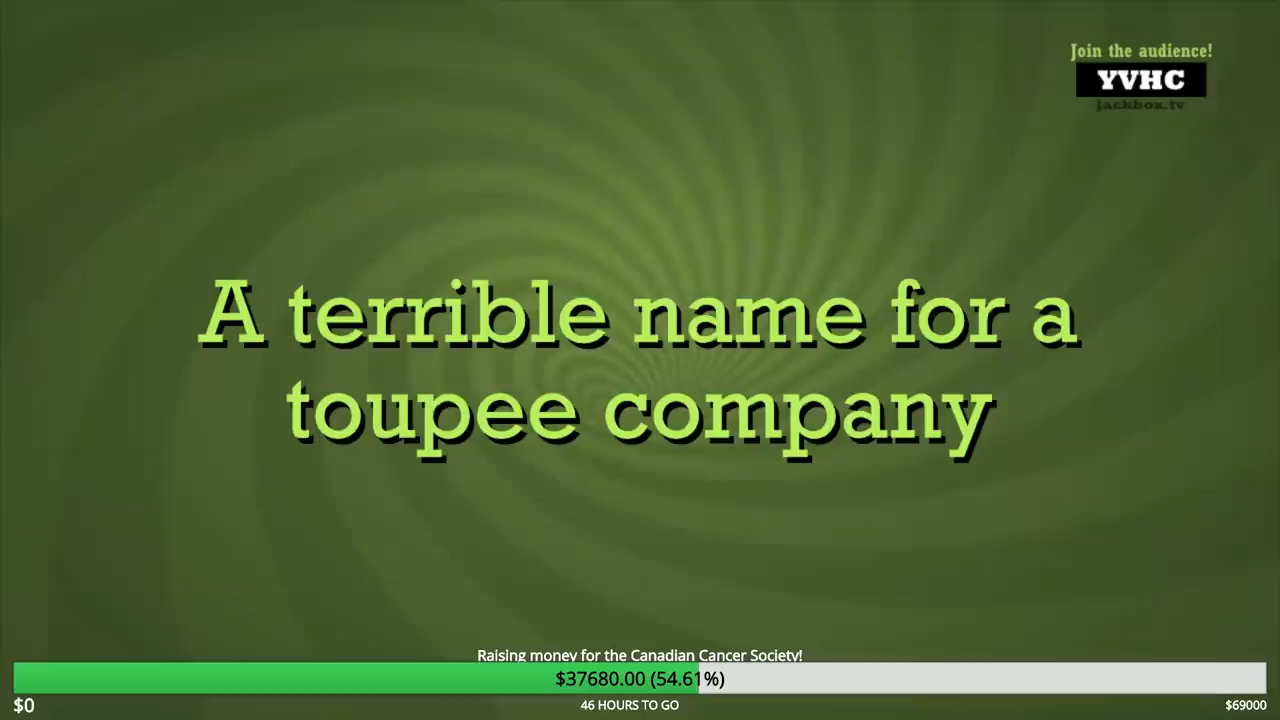 Join the audience!
YVHC
jackbox.tv
A terrible name for a
toupee company
Raising money for the Canadian Cancer Society!
$37680.00 (54.61%)
$0
46 HOURS TO GO
$69000